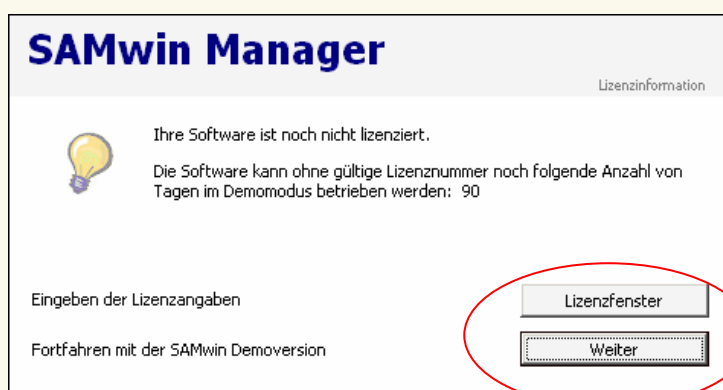 SAMwin Manager
Lizenzinformation
Ihre Software ist noch nicht lizenziert.
Die Software kann ohne gültige Lizenznummer noch folgende Anzahl von
Tagen im Demomodus betrieben werden: 90
Eingeben der Lizenzangaben
Lizenzfenster
Fortfahren mit der SAMwin Demoversion
Weiter